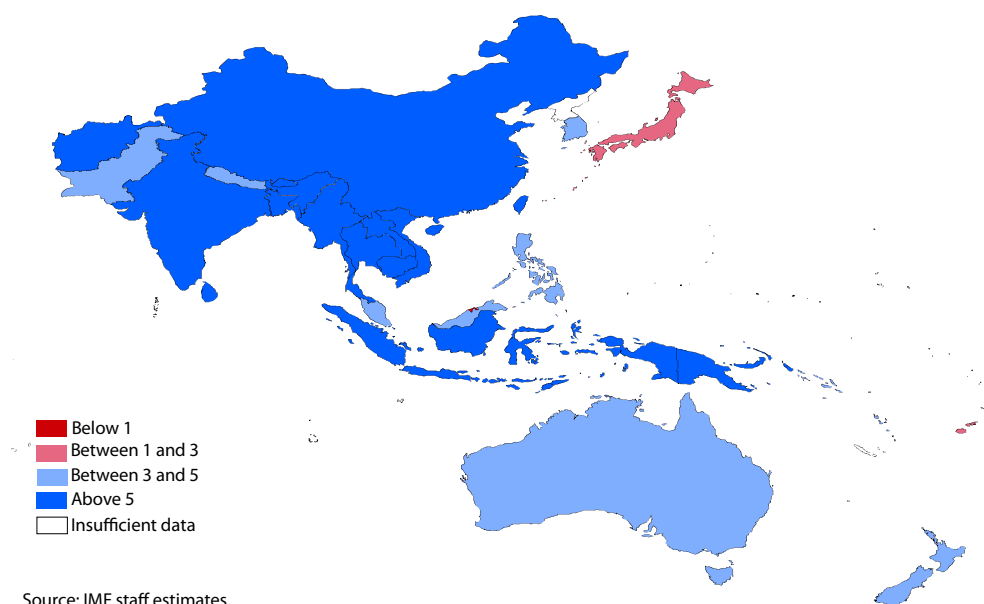 Below 1
Between 1 and 3
Between 3 and 5
Above 5
Insufficient data
Source: IMF staff estimates